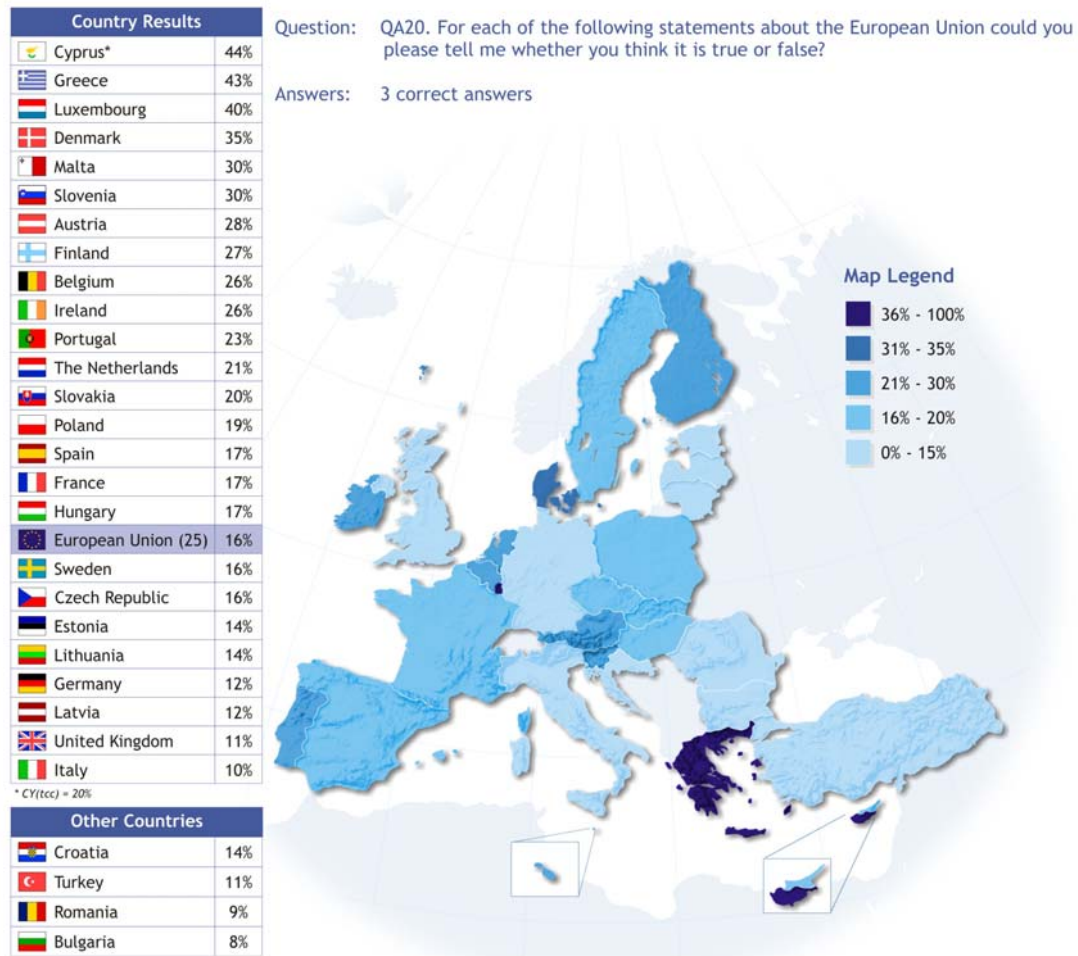 Country Results
Cyprus* 44%
Greece 43%
Luxembourg 40%
Denmark 35%
Malta 30%
Slovenia 30%
Austria 28%
Finland 27%
Belgium 26%
Ireland 26%
Portugal 23%
The Netherlands 21%
Slovakia 20%
Poland 19%
Spain 17%
France 17%
Hungary 17%
European Union (25) 16%
Sweden 16%
Czech Republic 16%
Estonia 14%
Lithuania 14%
Germany 12%
Latvia 12%
United Kingdom 11%
Italy 10%
* CY(tcc) = 20%
Other Countries
Croatia 14%
Turkey 11%
Romania 9%
Bulgaria 8%
Question: QA20. For each of the following statements about the European Union could you
please tell me whether you think it is true or false?
Answers: 3 correct answers
Map Legend
36% - 100%
31% - 35%
21% - 30%
16% - 20%
0% - 15%